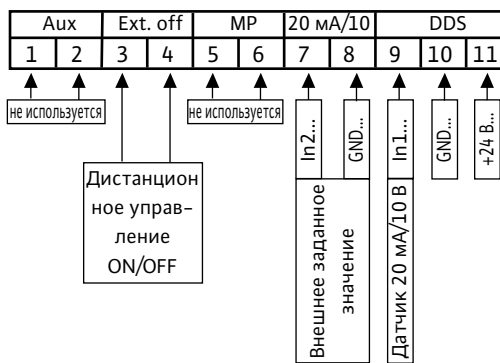 Aux Ext. off MP 20 мА/10 DDS
1 2 3 4 5 6 7 8 9 10 11
не используется не используется
In2... GND... In1... GND... +24 В...
Дистанцион
ное управ-
ление
ON/OFF
Внешнее заданное
значение
Датчик 20 мА/10 В